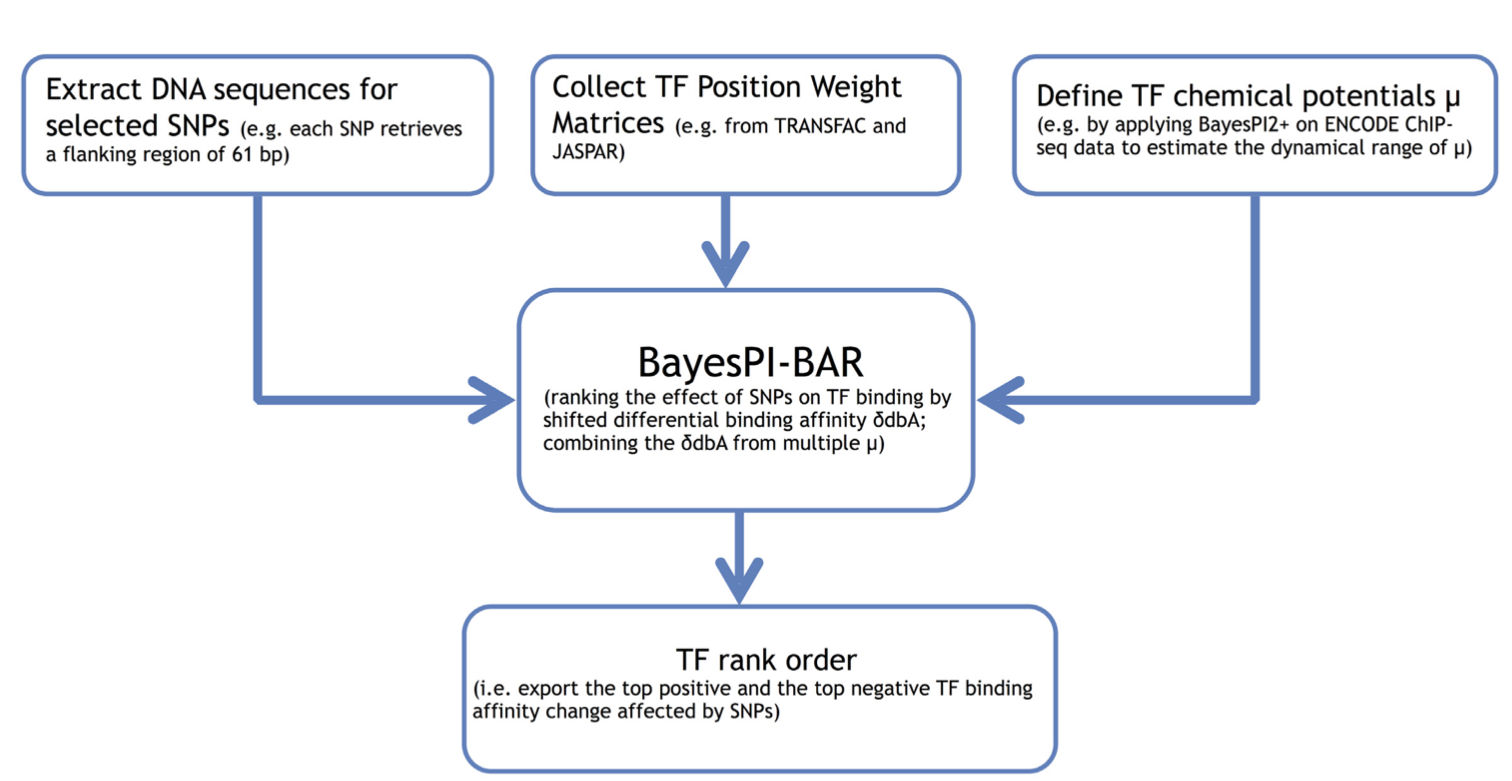 Extract DNA sequences for
selected SNPs (e.g. each SNP retrieves
a flanking region of 61 bp)
Collect TF Position Weight
Matrices (e.g. from TRANSFAC and
JASPAR)
Define TF chemical potentials μ
(e.g. by applying BayesPI2+ on ENCODE ChIP-
seq data to estimate the dynamical range of μ)
BayesPI-BAR
(ranking the effect of SNPs on TF binding by
shifted differential binding affinity δdbA;
combining the δdbA from multiple μ)
TF rank order
(i.e. export the top positive and the top negative TF binding
affinity change affected by SNPs)